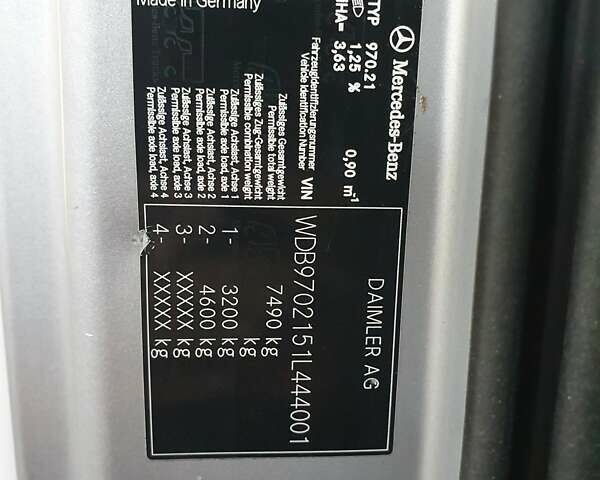 Mercedes-Benz
TYP 970.21
1,25 % 0,90 m⁻¹
IHA= 3,63
DAIMLER AG
Fahrzeugidentifizierungsnummer
Vehicle Identification Number VIN WDB9702151L444001
Zulässiges Gesamtgewicht
Permissible total weight 7490 kg
Zulässiges Zug-Gesamtgewicht
Permissible combination weight
Zulässige Achslast, Achse 1
Permissible axle load, axle 1 1- 3200 kg
Zulässige Achslast, Achse 2
Permissible axle load, axle 2 2- 4600 kg
Zulässige Achslast, Achse 3
Permissible axle load, axle 3 3- XXXXX kg
Zulässige Achslast, Achse 4
Permissible axle load, axle 4 4- XXXXX kg
Made in Germany